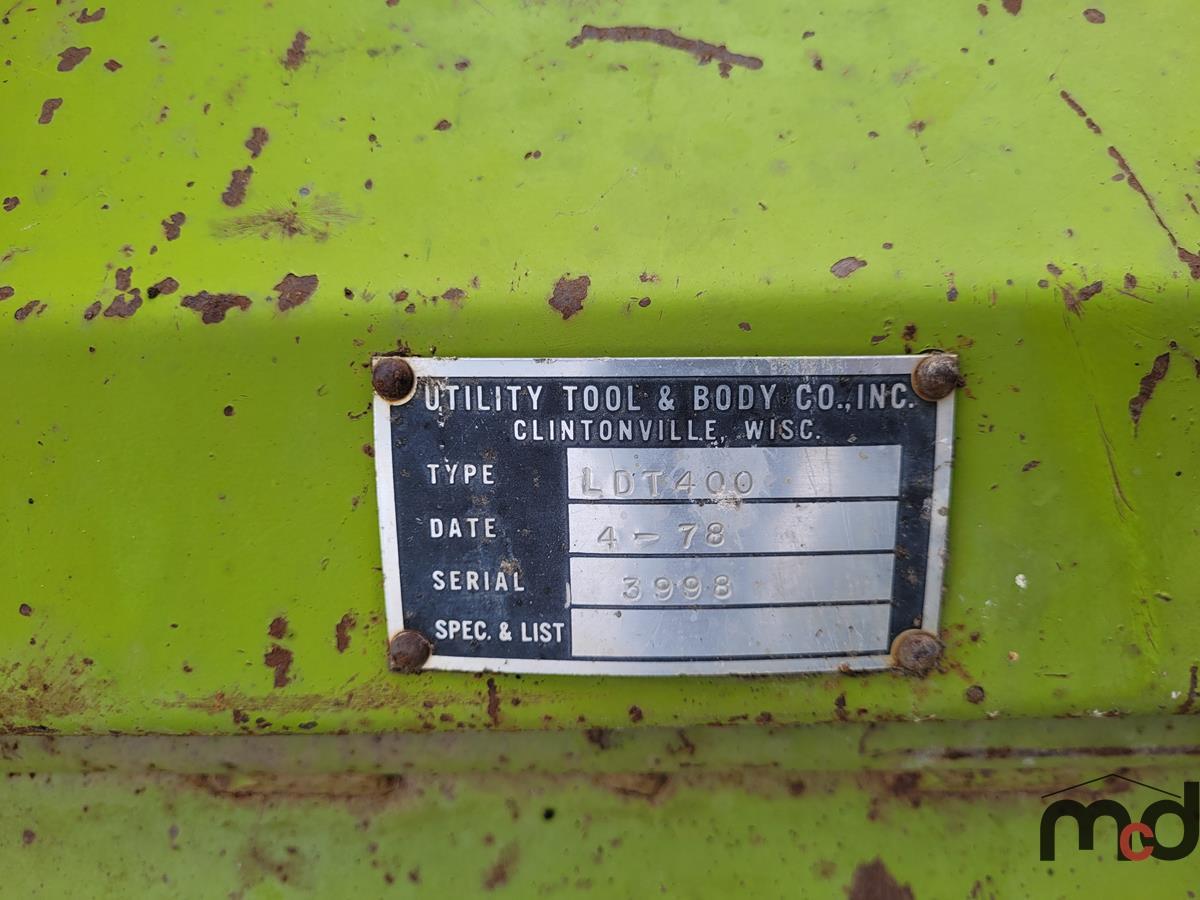 UTILITY TOOL & BODY CO., INC.
CLINTONVILLE, WISC.
TYPE LDT400
DATE 4-78
SERIAL 3998
SPEC. & LIST
mcd